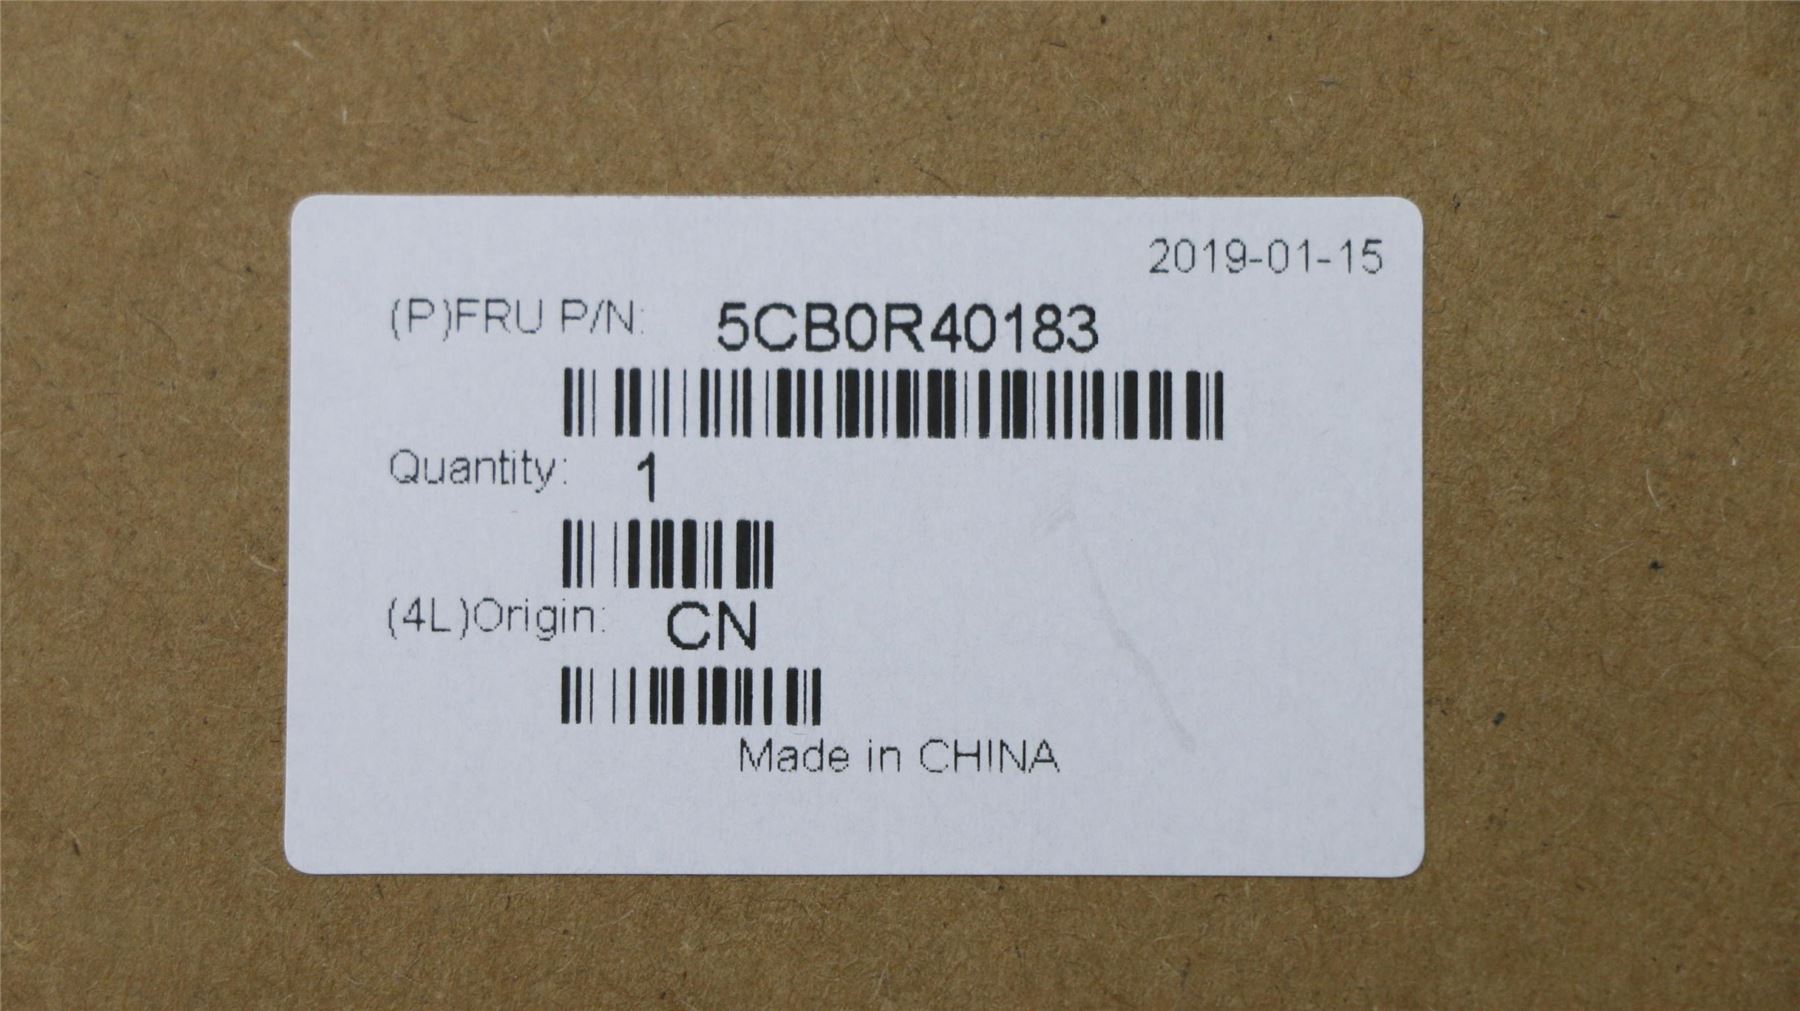 2019-01-15
(P)FRU P/N: 5CB0R40183
Quantity: 1
(4L)Origin: CN
Made in CHINA